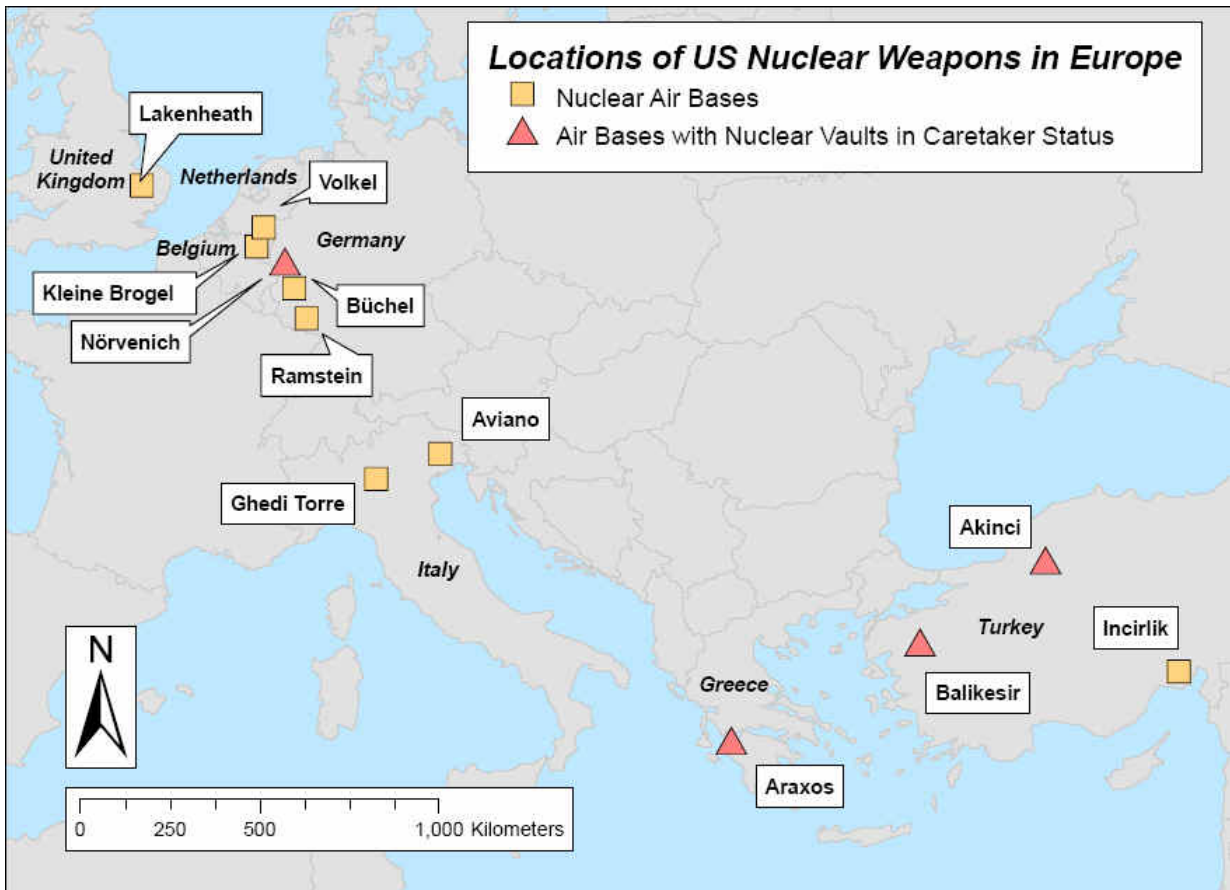 Locations of US Nuclear Weapons in Europe
Nuclear Air Bases
Air Bases with Nuclear Vaults in Caretaker Status
Lakenheath
United
Kingdom
Netherlands
Volkel
Belgium
Germany
Kleine Brogel
Büchel
Nörvenich
Ramstein
Aviano
Ghedi Torre
Akinci
Italy
Incirlik
Turkey
N
Greece
Balikesir
Araxos
0 250 500 1,000 Kilometers